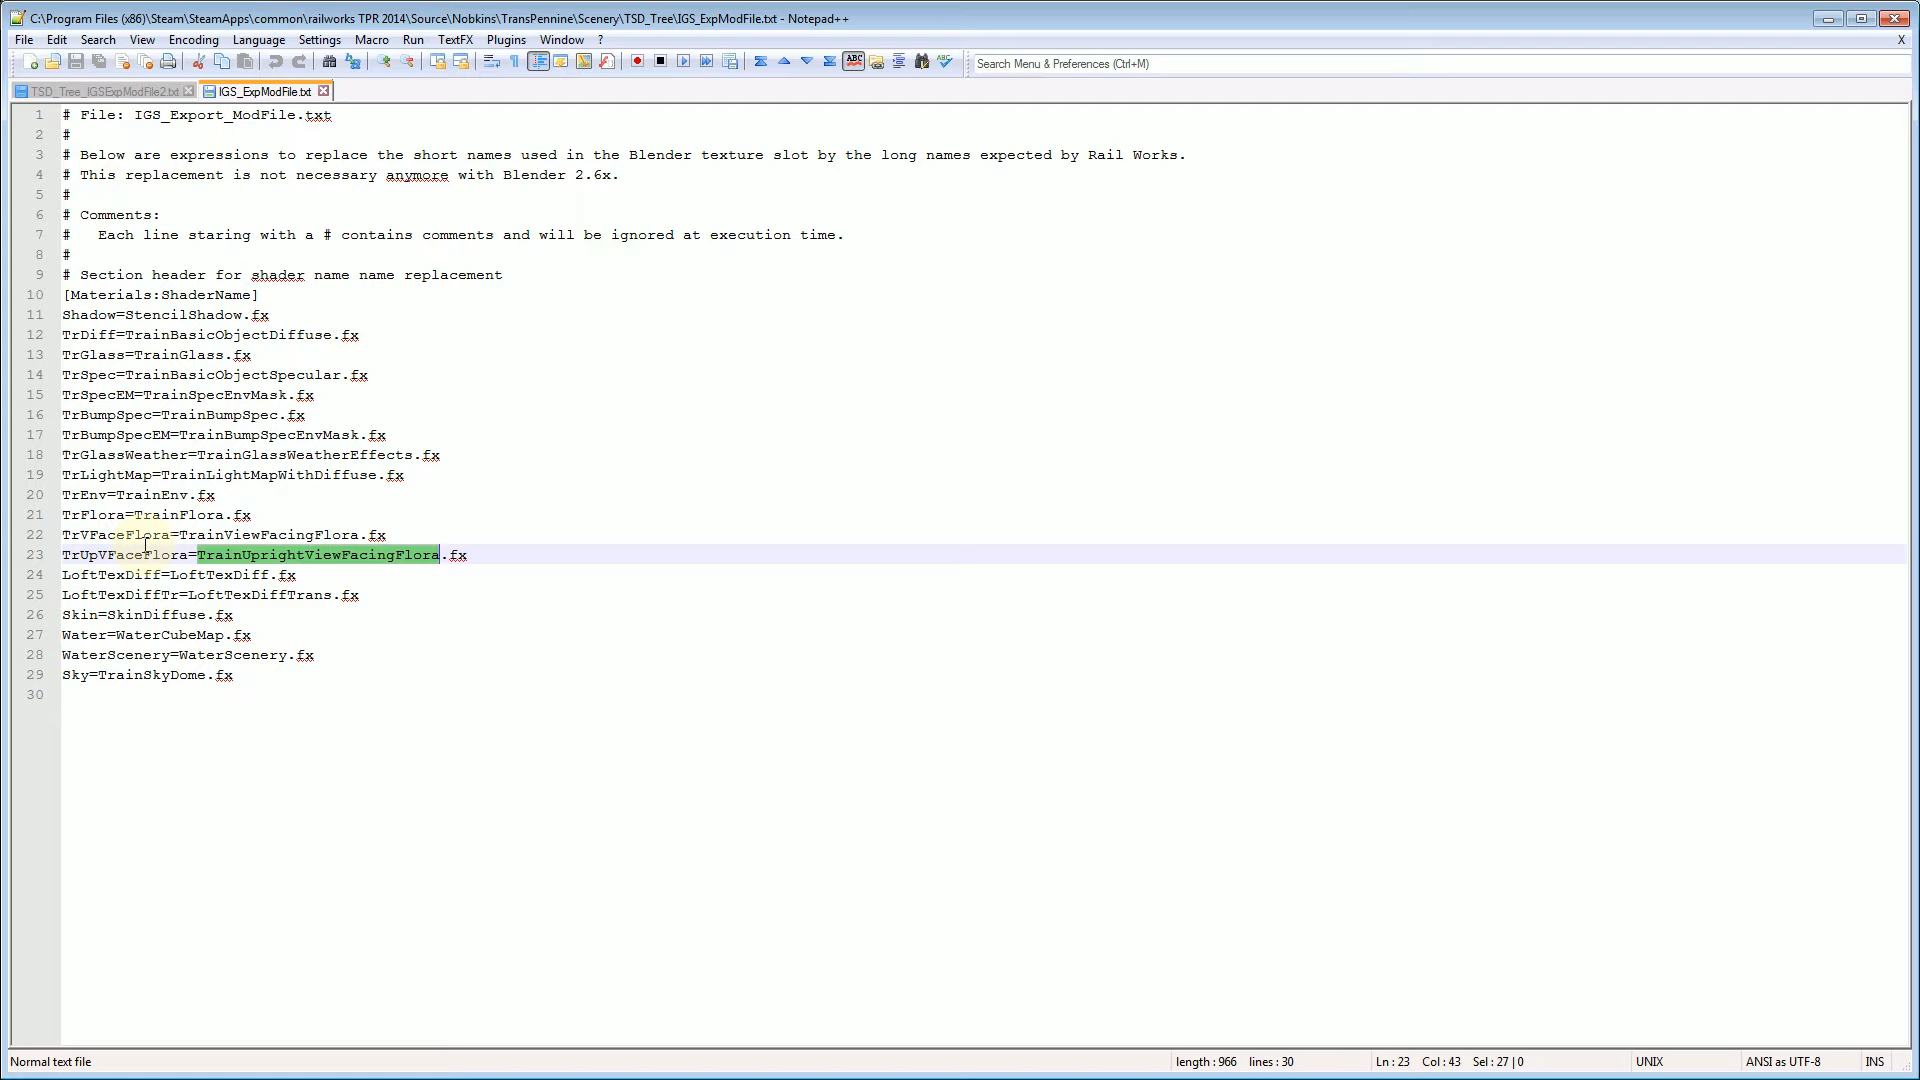 C:\Program Files (x86)\Steam\SteamApps\common\railworks TPR 2014\Source\Nobkins\TransPennine\Scenery\TSD_Tree\IGS_ExpModFile.txt - Notepad++
File Edit Search View Encoding Language Settings Macro Run TextFX Plugins Window ? X
Search Menu & Preferences (Ctrl+M)
TSD_Tree_IGSExpModFile2.txt IGS_ExpModFile.txt
1 # File: IGS_Export_ModFile.txt
2 #
3 # Below are expressions to replace the short names used in the Blender texture slot by the long names expected by Rail Works.
4 # This replacement is not necessary anymore with Blender 2.6x.
5 #
6 # Comments:
7 #   Each line staring with a # contains comments and will be ignored at execution time.
8 #
9 # Section header for shader name name replacement
10 [Materials:ShaderName]
11 Shadow=StencilShadow.fx
12 TrDiff=TrainBasicObjectDiffuse.fx
13 TrGlass=TrainGlass.fx
14 TrSpec=TrainBasicObjectSpecular.fx
15 TrSpecEM=TrainSpecEnvMask.fx
16 TrBumpSpec=TrainBumpSpec.fx
17 TrBumpSpecEM=TrainBumpSpecEnvMask.fx
18 TrGlassWeather=TrainGlassWeatherEffects.fx
19 TrLightMap=TrainLightMapWithDiffuse.fx
20 TrEnv=TrainEnv.fx
21 TrFlora=TrainFlora.fx
22 TrVFaceFlora=TrainViewFacingFlora.fx
23 TrUpVFaceFlora=TrainUprightViewFacingFlora.fx
24 LoftTexDiff=LoftTexDiff.fx
25 LoftTexDiffTr=LoftTexDiffTrans.fx
26 Skin=SkinDiffuse.fx
27 Water=WaterCubeMap.fx
28 WaterScenery=WaterScenery.fx
29 Sky=TrainSkyDome.fx
30
Normal text file length : 966 lines : 30 Ln : 23 Col : 43 Sel : 27 | 0 UNIX ANSI as UTF-8 INS